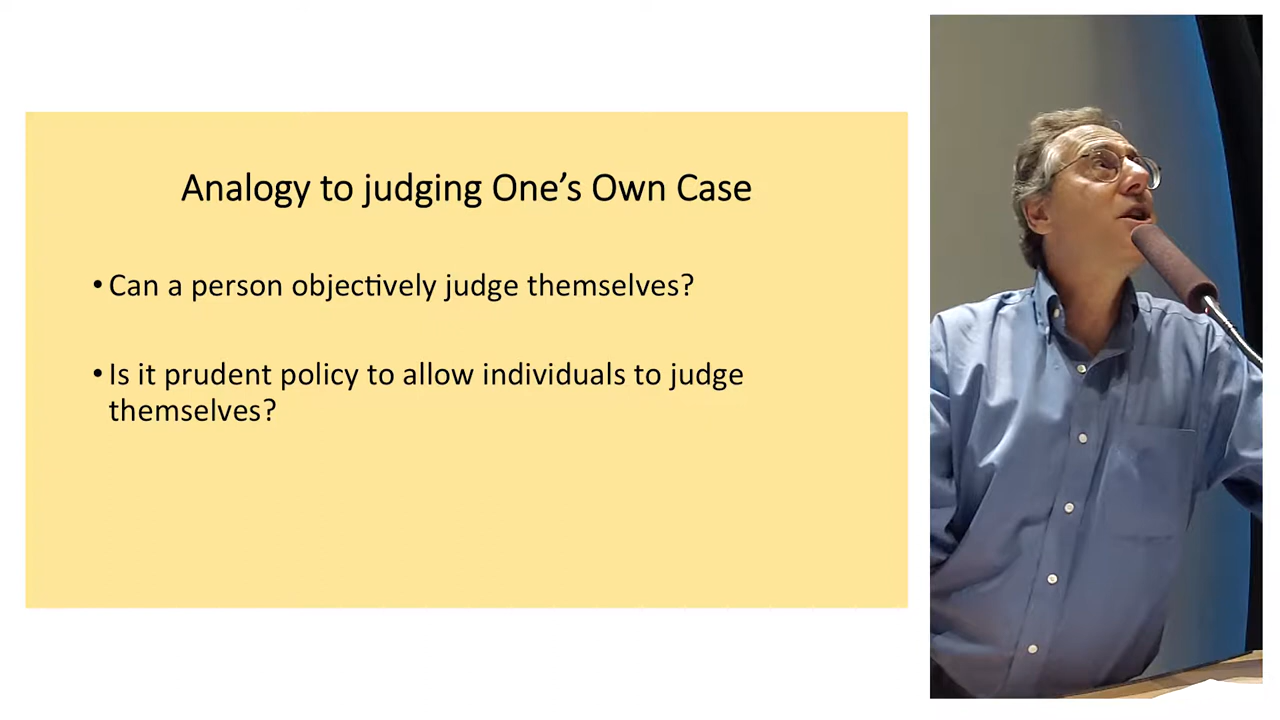 Analogy to judging One’s Own Case
• Can a person objectively judge themselves?
• Is it prudent policy to allow individuals to judge
themselves?